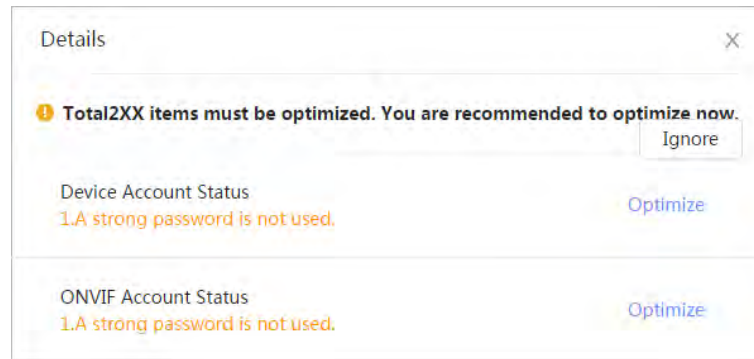 Details
Total2XX items must be optimized. You are recommended to optimize now.
Ignore
Device Account Status
Optimize
1.A strong password is not used.
ONVIF Account Status
Optimize
1.A strong password is not used.